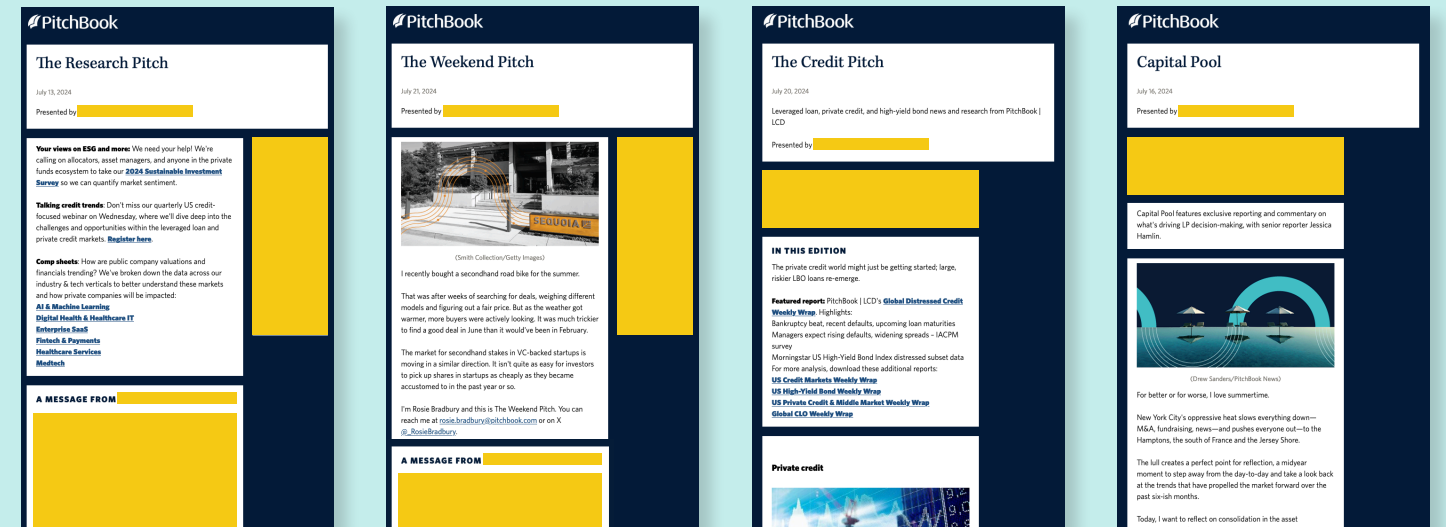 PitchBook
The Research Pitch
July 13, 2024
Presented by
Your views on ESG and more: We need your help! We're
calling on allocators, asset managers, and anyone in the private
funds ecosystem to take our 2024 Sustainable Investment
Survey so we can quantify market sentiment.
Talking credit trends: Don't miss our quarterly US credit-
focused webinar on Wednesday, where we'll dive deep into the
challenges and opportunities within the leveraged loan and
private credit markets. Register here.
Comp sheets: How are public company valuations and
financials trending? We've broken down the data across our
industry & tech verticals to better understand these markets
and how private companies will be impacted:
AI & Machine Learning
Digital Health & Healthcare IT
Enterprise SaaS
Fintech & Payments
Healthcare Services
Medtech
A MESSAGE FROM
PitchBook
The Weekend Pitch
July 21, 2024
Presented by
SEQUOIA
(Smith Collection/Getty Images)
I recently bought a secondhand road bike for the summer.
That was after weeks of searching for deals, weighing different
models and figuring out a fair price. But as the weather got
warmer, more buyers were actively looking. It was much trickier
to find a good deal in June than it would've been in February.
The market for secondhand stakes in VC-backed startups is
moving in a similar direction. It isn't quite as easy for investors
to pick up shares in startups as cheaply as they became
accustomed to in the past year or so.
I'm Rosie Bradbury and this is The Weekend Pitch. You can
reach me at rosie.bradbury@pitchbook.com or on X
@_RosieBradbury.
A MESSAGE FROM
PitchBook
The Credit Pitch
July 20, 2024
Leveraged loan, private credit, and high-yield bond news and research from PitchBook |
LCD
Presented by
IN THIS EDITION
The private credit world might just be getting started; large,
riskier LBO loans re-emerge.
Featured report: PitchBook | LCD's Global Distressed Credit
Weekly Wrap. Highlights:
Bankruptcy beat, recent defaults, upcoming loan maturities
Managers expect rising defaults, widening spreads – IACPM
survey
Morningstar US High-Yield Bond Index distressed subset data
For more analysis, download these additional reports:
US Credit Markets Weekly Wrap
US High-Yield Bond Weekly Wrap
US Private Credit & Middle Market Weekly Wrap
Global CLO Weekly Wrap
Private credit
9,2
9,0
PitchBook
Capital Pool
July 16, 2024
Presented by
Capital Pool features exclusive reporting and commentary on
what's driving LP decision-making, with senior reporter Jessica
Hamlin.
(Drew Sanders/PitchBook News)
For better or for worse, I love summertime.
New York City's oppressive heat slows everything down—
M&A, fundraising, news—and pushes everyone out—to the
Hamptons, the south of France and the Jersey Shore.
The lull creates a perfect point for reflection, a midyear
moment to step away from the day-to-day and take a look back
at the trends that have propelled the market forward over the
past six-ish months.
Today, I want to reflect on consolidation in the asset